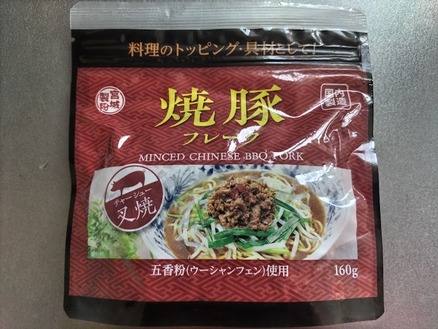 料理のトッピング・具材として!
宮城製粉
焼豚
フレーク
国内製造
MINCED CHINESE BBQ PORK
チャーシュー
叉焼
五香粉(ウーシャンフェン)使用
160g